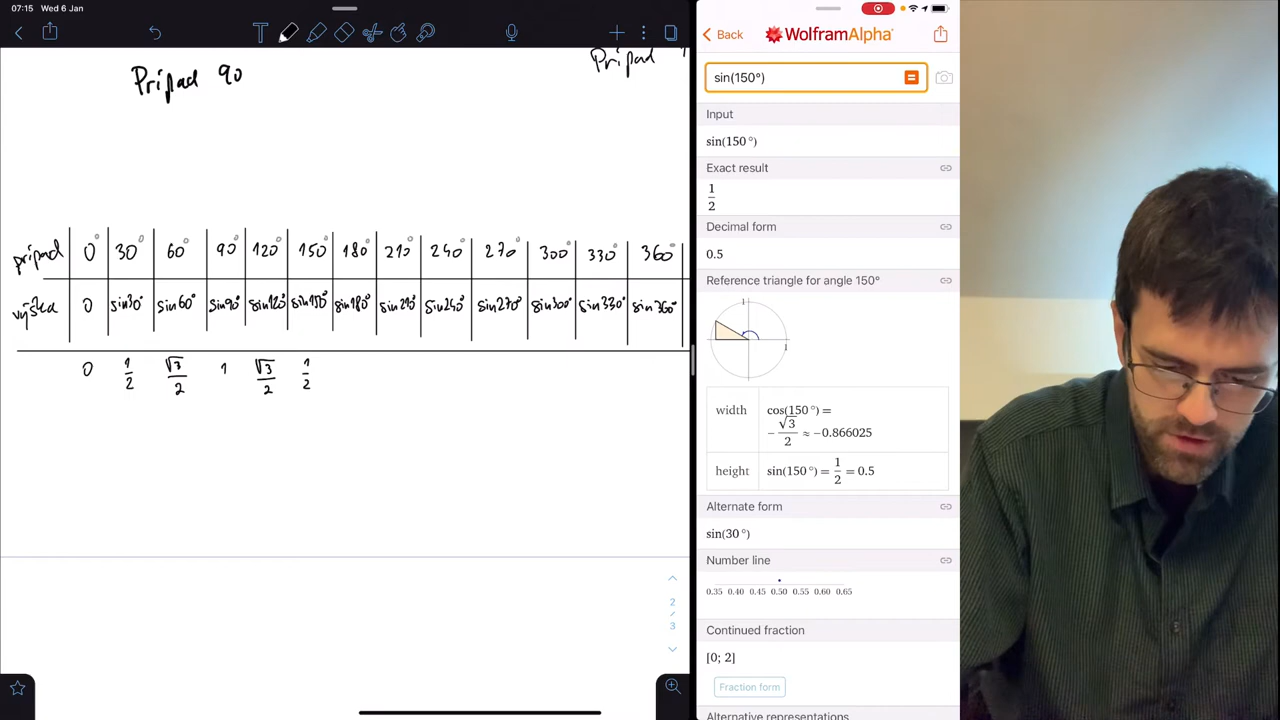 07:15 Wed 6 Jan
Prípad 90
Prípad
prípad 0° 30° 60° 90° 120° 150° 180° 210° 240° 270° 300° 330° 360°
výška 0 sin30° sin60° sin90° sin120° sin150° sin180° sin210° sin240° sin270° sin300° sin330° sin360°
0 1/2 √3/2 1 √3/2 1/2
2
/
3
Back
WolframAlpha
sin(150°)
Input
sin(150°)
Exact result
1/2
Decimal form
0.5
Reference triangle for angle 150°
1
1
width cos(150°) = -√3/2 ≈ -0.866025
height sin(150°) = 1/2 = 0.5
Alternate form
sin(30°)
Number line
0.35 0.40 0.45 0.50 0.55 0.60 0.65
Continued fraction
[0; 2]
Fraction form
Alternative representations